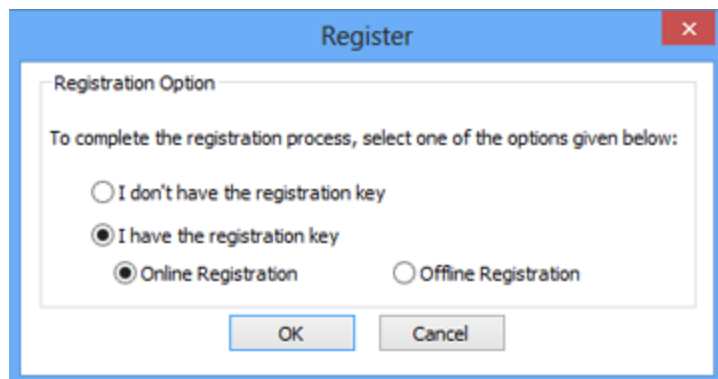 Register
Registration Option
To complete the registration process, select one of the options given below:
I don't have the registration key
I have the registration key
Online Registration
Offline Registration
OK
Cancel